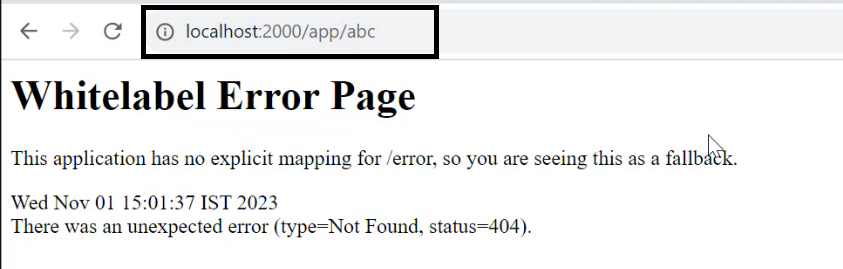 localhost:2000/app/abc
Whitelabel Error Page
This application has no explicit mapping for /error, so you are seeing this as a fallback.
Wed Nov 01 15:01:37 IST 2023
There was an unexpected error (type=Not Found, status=404).